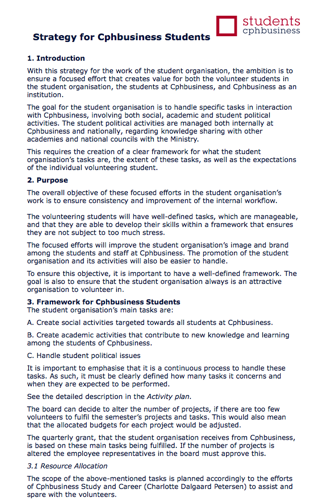 students
cphbusiness
Strategy for Cphbusiness Students
1. Introduction
With this strategy for the work of the student organisation, the ambition is to
ensure a focused effort that creates value for both the volunteer students in
the student organisation, the students at Cphbusiness, and Cphbusiness as an
institution.
The goal for the student organisation is to handle specific tasks in interaction
with Cphbusiness, involving both social, academic and student political
activities. The student political activities are managed both internally at
Cphbusiness and nationally, regarding knowledge sharing with other
academies and national councils with the Ministry.
This requires the creation of a clear framework for what the student
organisation's tasks are, the extent of these tasks, as well as the expectations
of the individual volunteering student.
2. Purpose
The overall objective of these focused efforts in the student organisation's
work is to ensure consistency and improvement of the internal workflow.
The volunteering students will have well-defined tasks, which are manageable,
and that they are able to develop their skills within a framework that ensures
they are not subject to too much stress.
The focused efforts will improve the student organisation's image and brand
among the students and staff at Cphbusiness. The promotion of the student
organisation and its activities will also be easier to handle.
To ensure this objective, it is important to have a well-defined framework. The
goal is also to ensure that the student organisation always is an attractive
organisation to volunteer in.
3. Framework for Cphbusiness Students
The student organisation's main tasks are:
A. Create social activities targeted towards all students at Cphbusiness.
B. Create academic activities that contribute to new knowledge and learning
among the students of Cphbusiness.
C. Handle student political issues
It is important to emphasise that it is a continuous process to handle these
tasks. As such, it must be clearly defined how many tasks it concerns and
when they are expected to be performed.
See the detailed description in the Activity plan.
The board can decide to alter the number of projects, if there are too few
volunteers to fulfil the semester's projects and tasks. This would also mean
that the allocated budgets for each project would be adjusted.
The quarterly grant, that the student organisation receives from Cphbusiness,
is based on these main tasks being fulfilled. If the number of projects is
altered the employee representatives in the board must approve this.
3.1 Resource Allocation
The scope of the above-mentioned tasks is planned accordingly to the efforts
of Cphbusiness Study and Career (Charlotte Dalgaard Petersen) to assist and
spare with the volunteers.